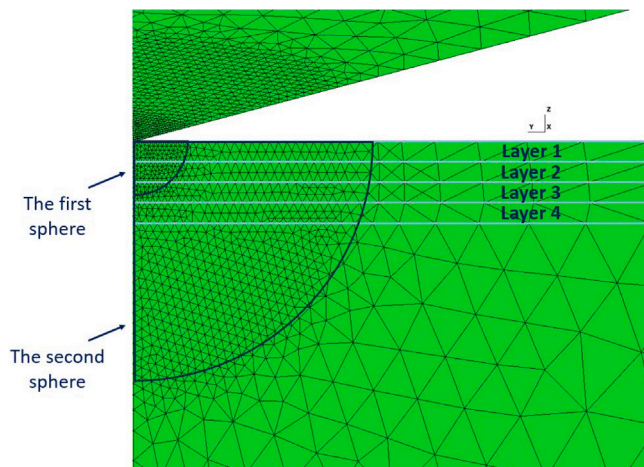 Z
Y X
Layer 1
Layer 2
Layer 3
Layer 4
The first
sphere
The second
sphere